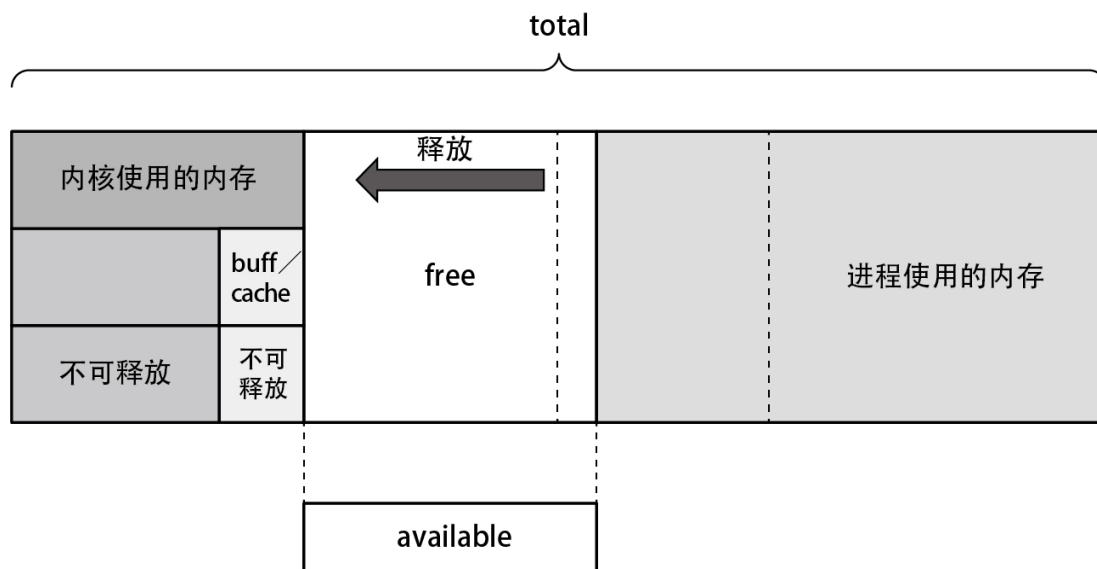 total
内核使用的内存
释放
buff／
cache
free
进程使用的内存
不可释放
不可
释放
available